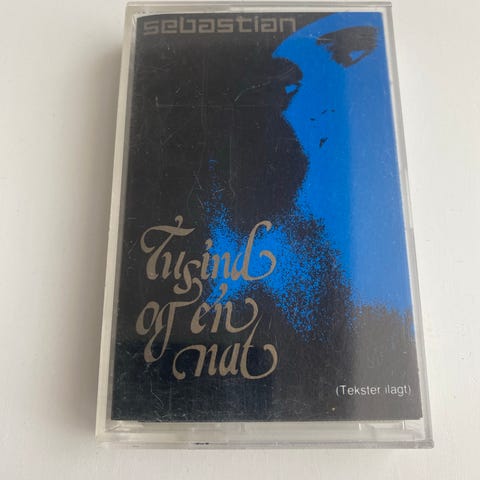 sebastian
Tusind
og én
nat
(Tekster ilagt)